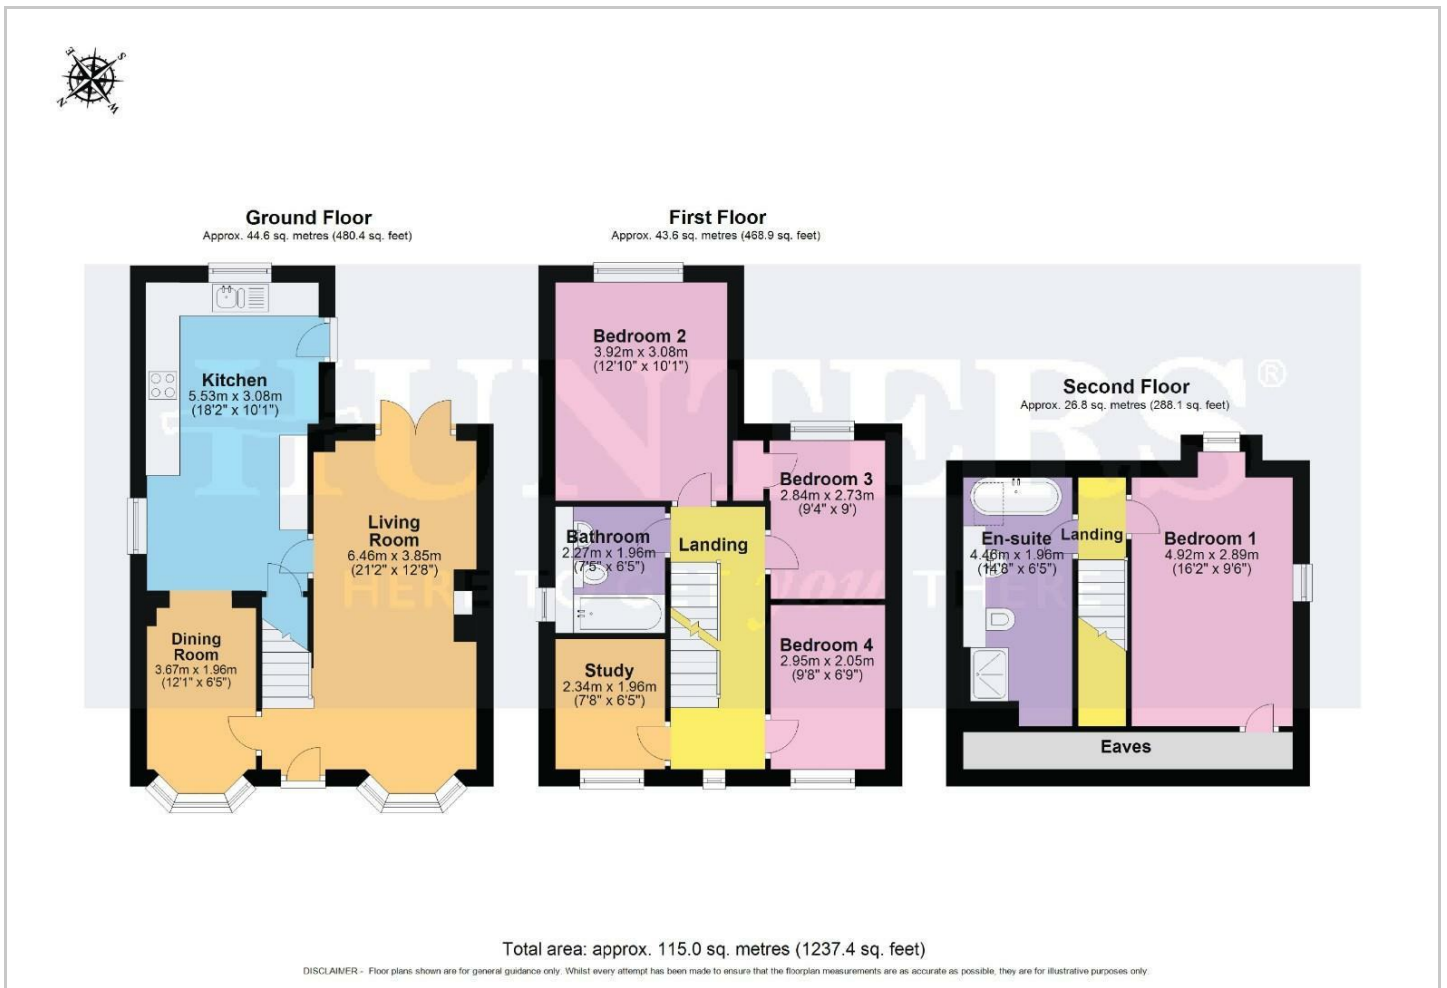 E
S
N
W
Ground Floor
Approx. 44.6 sq. metres (480.4 sq. feet)
First Floor
Approx. 43.6 sq. metres (468.9 sq. feet)
Second Floor
Approx. 26.8 sq. metres (288.1 sq. feet)
HUNTERS®
HERE TO GET you THERE
Kitchen
5.53m x 3.08m
(18'2" x 10'1")
Living
Room
6.46m x 3.85m
(21'2" x 12'8")
Dining
Room
3.67m x 1.96m
(12'1" x 6'5")
Bedroom 2
3.92m x 3.08m
(12'10" x 10'1")
Bedroom 3
2.84m x 2.73m
(9'4" x 9')
Bathroom
2.27m x 1.96m
(7'5" x 6'5")
Landing
Study
2.34m x 1.96m
(7'8" x 6'5")
Bedroom 4
2.95m x 2.05m
(9'8" x 6'9")
En-suite
4.46m x 1.96m
(14'8" x 6'5")
Landing
Bedroom 1
4.92m x 2.89m
(16'2" x 9'6")
Eaves
Total area: approx. 115.0 sq. metres (1237.4 sq. feet)
DISCLAIMER - Floor plans shown are for general guidance only. Whilst every attempt has been made to ensure that the floorplan measurements are as accurate as possible, they are for illustrative purposes only.